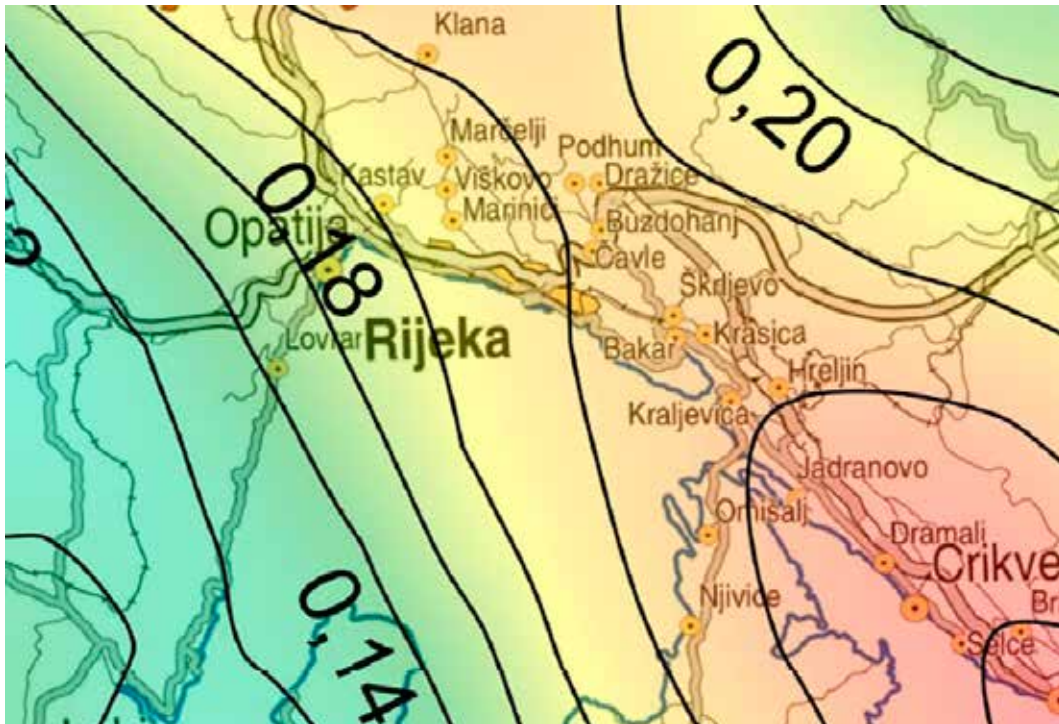 Klana
0,20
Marčelji
Podhum
Kastav
Viškovo
Dražice
Marinići
Opatija
Buzdohanj
Čavle
0,18
Škrljevo
Lovran
Rijeka
Bakar
Krasica
Hreljin
Kraljevica
Jadranovo
Omišalj
Dramalj
Crikve
0,14
Njivice
Br
Selce